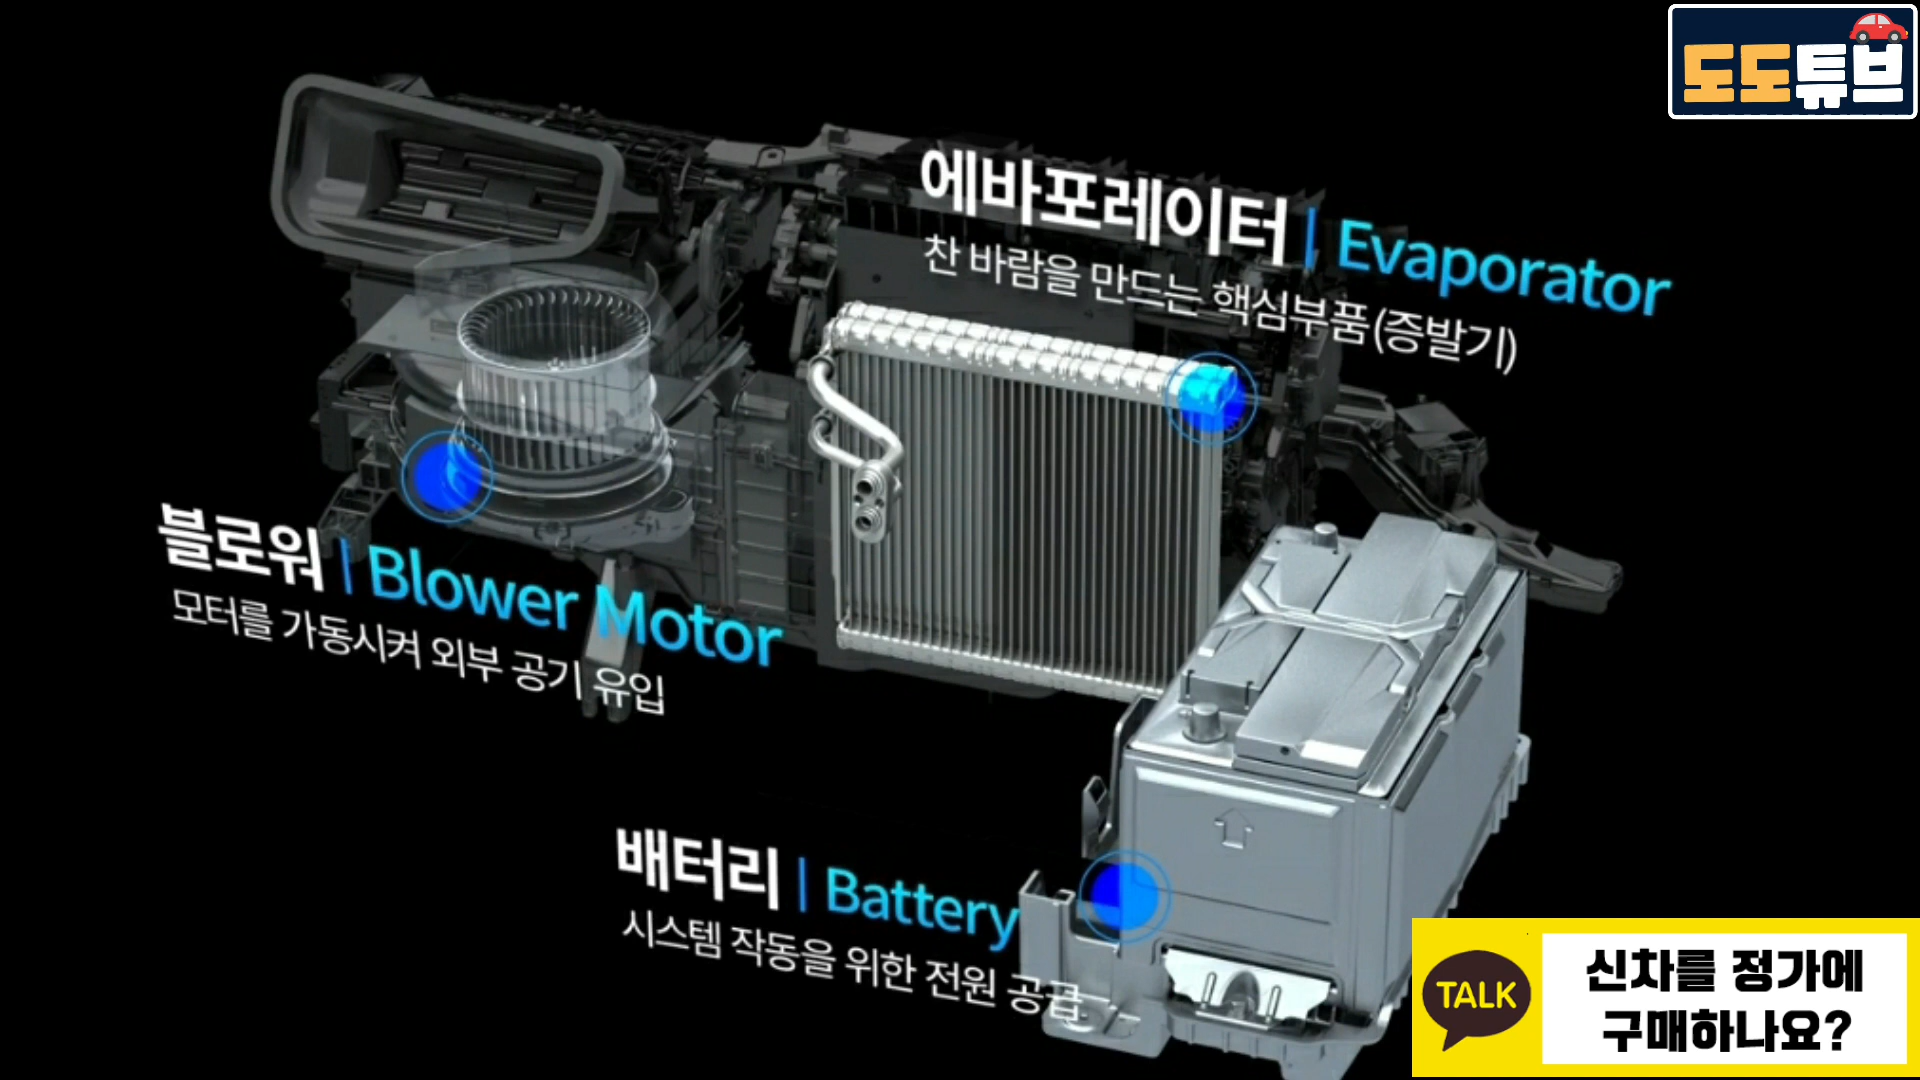 도도튜브
에바포레이터 | Evaporator
찬 바람을 만드는 핵심부품(증발기)
블로워 | Blower Motor
모터를 가동시켜 외부 공기 유입
배터리 | Battery
시스템 작동을 위한 전원 공급
TALK
신차를 정가에
구매하나요?